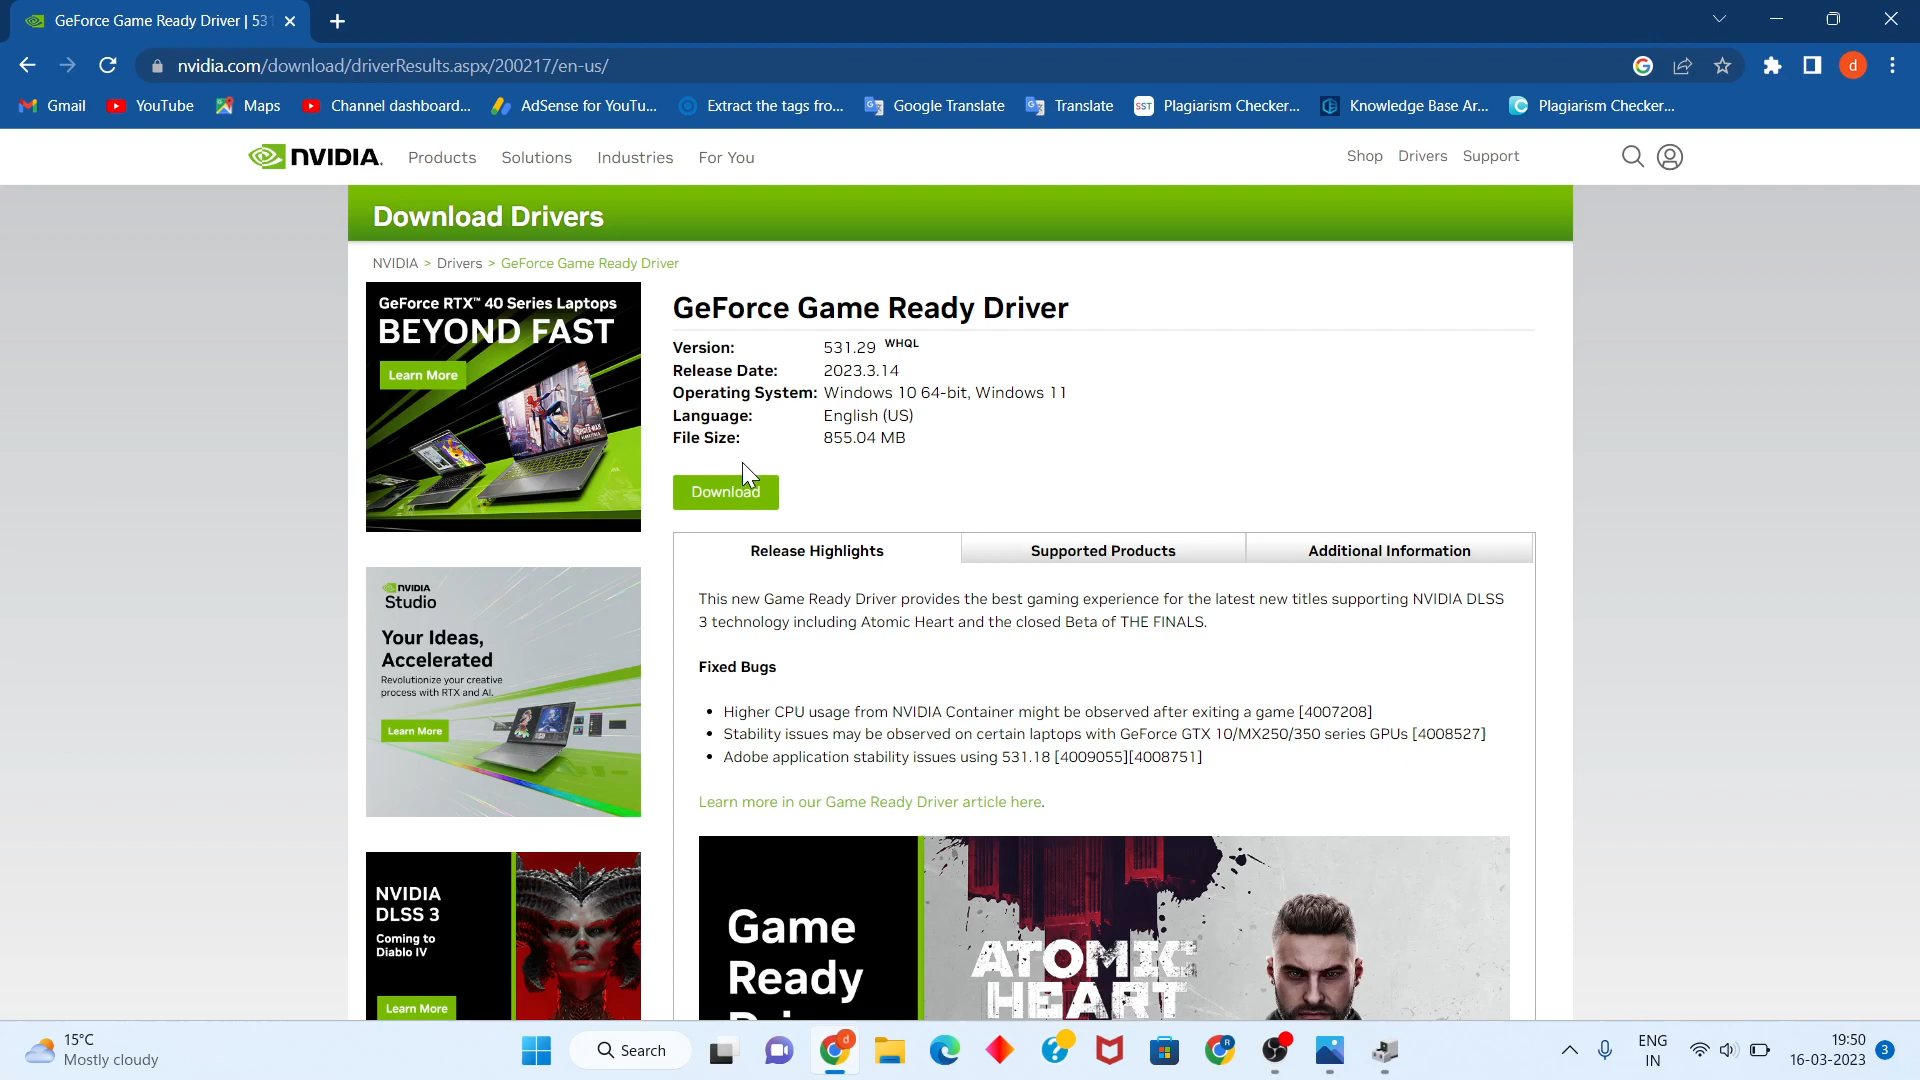 GeForce Game Ready Driver | 531
nvidia.com/download/driverResults.aspx/200217/en-us/
d
Gmail
YouTube
Maps
Channel dashboard...
AdSense for YouTu...
Extract the tags fro...
Google Translate
Translate
SST
Plagiarism Checker...
Knowledge Base Ar...
Plagiarism Checker...
NVIDIA.
Products
Solutions
Industries
For You
Shop
Drivers
Support
Download Drivers
NVIDIA > Drivers > GeForce Game Ready Driver
GeForce RTX™ 40 Series Laptops
BEYOND FAST
Learn More
GeForce Game Ready Driver
Version: 531.29 WHQL
Release Date: 2023.3.14
Operating System: Windows 10 64-bit, Windows 11
Language: English (US)
File Size: 855.04 MB
Download
Release Highlights
Supported Products
Additional Information
This new Game Ready Driver provides the best gaming experience for the latest new titles supporting NVIDIA DLSS
3 technology including Atomic Heart and the closed Beta of THE FINALS.
Fixed Bugs
• Higher CPU usage from NVIDIA Container might be observed after exiting a game [4007208]
• Stability issues may be observed on certain laptops with GeForce GTX 10/MX250/350 series GPUs [4008527]
• Adobe application stability issues using 531.18 [4009055][4008751]
Learn more in our Game Ready Driver article here.
NVIDIA
Studio
Your Ideas,
Accelerated
Revolutionize your creative
process with RTX and AI.
Learn More
NVIDIA
DLSS 3
Coming to
Diablo IV
Learn More
Game
Ready
ATOMIC
HEART
15°C
Mostly cloudy
Search
d
R
ENG
IN
19:50
16-03-2023
3